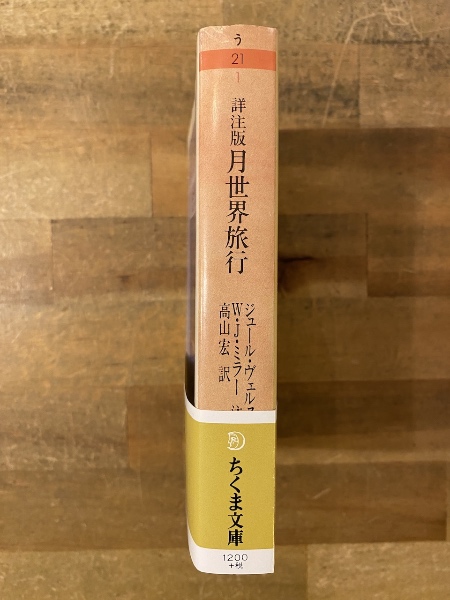 う
21
1
詳注版 月世界旅行
ジュール・ヴェル
W・J・ミラー
高山宏 訳
ちくま文庫
1200
+税